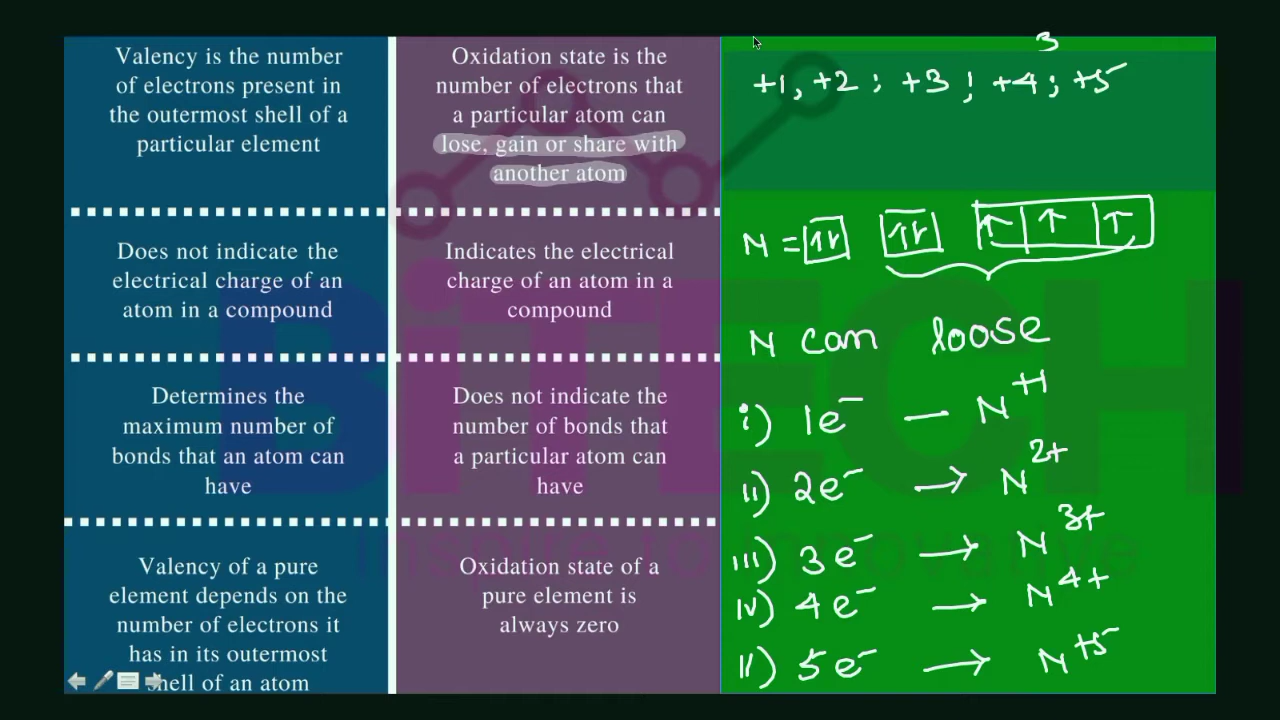 Valency is the number
of electrons present in
the outermost shell of a
particular element
Does not indicate the
electrical charge of an
atom in a compound
Determines the
maximum number of
bonds that an atom can
have
Valency of a pure
element depends on the
number of electrons it
has in its outermost
shell of an atom
Oxidation state is the
number of electrons that
a particular atom can
lose, gain or share with
another atom
Indicates the electrical
charge of an atom in a
compound
Does not indicate the
number of bonds that
a particular atom can
have
Oxidation state of a
pure element is
always zero
3
+1, +2 ; +3 ; +4 ; +5
N = ↑↓ ↑↓ ↑ ↑ ↑
N can loose
i) 1e⁻ — N⁺¹
ii) 2e⁻ → N²⁺
iii) 3e⁻ → N³⁺
iv) 4e⁻ → N⁴⁺
ii) 5e⁻ → N⁺⁵
BiTECH
inspire to innovative